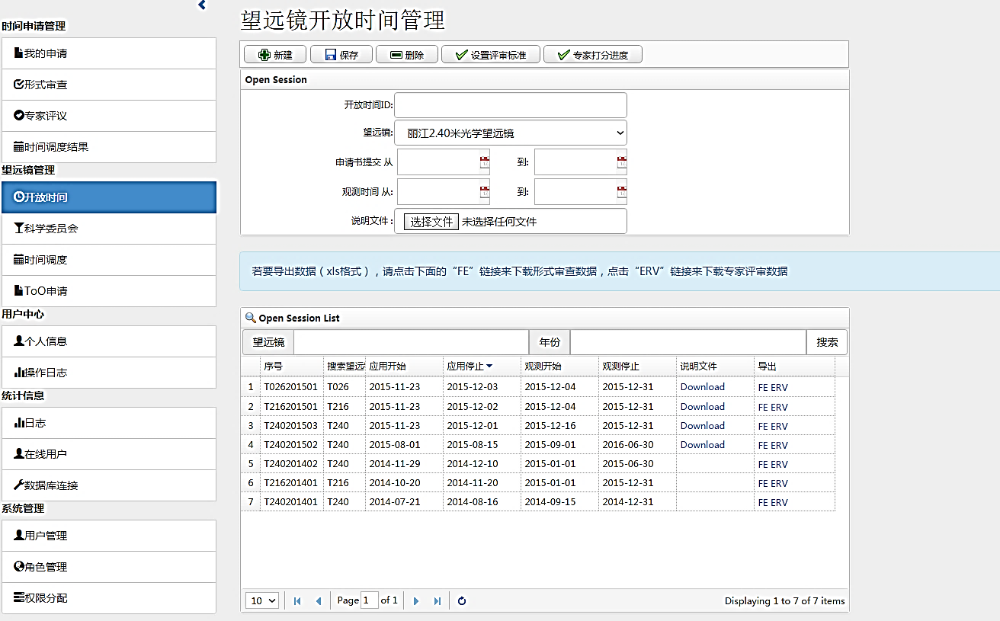 时间申请管理
我的申请
形式审查
专家评议
时间调度结果
望远镜管理
开放时间
科学委员会
时间调度
ToO申请
用户中心
个人信息
操作日志
统计信息
日志
在线用户
数据库连接
系统管理
用户管理
角色管理
权限分配
望远镜开放时间管理
新建 保存 删除 设置评审标准 专家打分进度
Open Session
开放时间ID:
望远镜: 丽江2.40米光学望远镜
申请书提交 从 到:
观测时间 从: 到:
说明文件: 选择文件 未选择任何文件
若要导出数据（xls格式），请点击下面的“FE”链接来下载形式审查数据，点击“ERV”链接来下载专家评审数据
Open Session List
望远镜 年份 搜索
序号 搜索望远 应用开始 应用停止 观测开始 观测停止 说明文件 导出
1 T026201501 T026 2015-11-23 2015-12-03 2015-12-04 2015-12-31 Download FE ERV
2 T216201501 T216 2015-11-23 2015-12-02 2015-12-04 2015-12-31 Download FE ERV
3 T240201503 T240 2015-11-23 2015-12-01 2015-12-16 2015-12-31 Download FE ERV
4 T240201502 T240 2015-08-01 2015-08-15 2015-09-01 2016-06-30 Download FE ERV
5 T240201402 T240 2014-11-29 2014-12-10 2015-01-01 2015-06-30 FE ERV
6 T216201401 T216 2014-10-20 2014-11-20 2015-01-01 2015-12-31 FE ERV
7 T240201401 T240 2014-07-21 2014-08-16 2014-09-15 2014-12-31 FE ERV
10 Page 1 of 1 Displaying 1 to 7 of 7 items